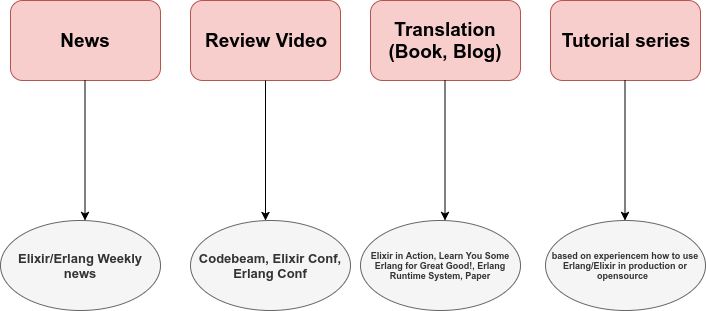 News
Review Video
Translation
(Book, Blog)
Tutorial series
Elixir/Erlang Weekly
news
Codebeam, Elixir Conf,
Erlang Conf
Elixir in Action, Learn You Some
Erlang for Great Good!, Erlang
Runtime System, Paper
based on experiencem how to use
Erlang/Elixir in production or
opensource